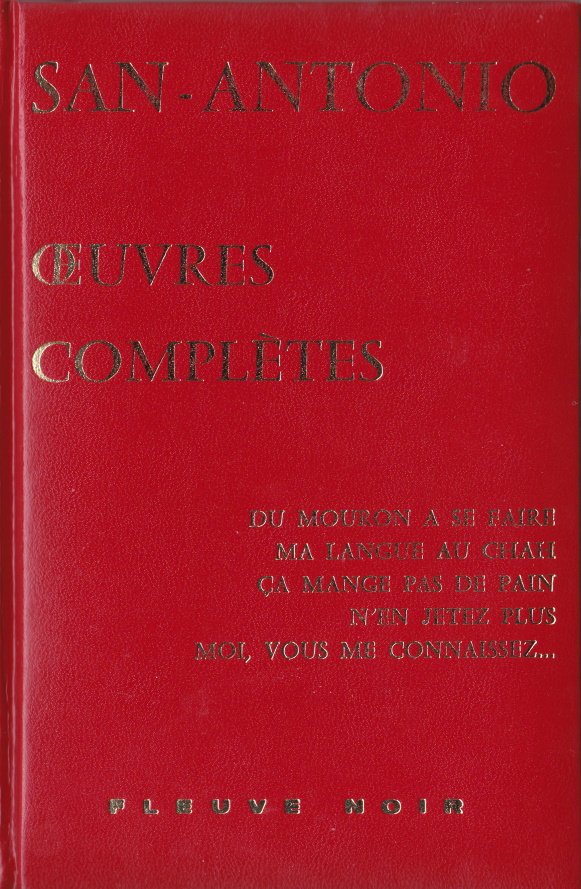 SAN-ANTONIO
ŒUVRES
COMPLÈTES
DU MOURON A SE FAIRE
MA LANGUE AU CHAH
ÇA MANGE PAS DE PAIN
N'EN JETEZ PLUS
MOI, VOUS ME CONNAISSEZ...
FLEUVE NOIR